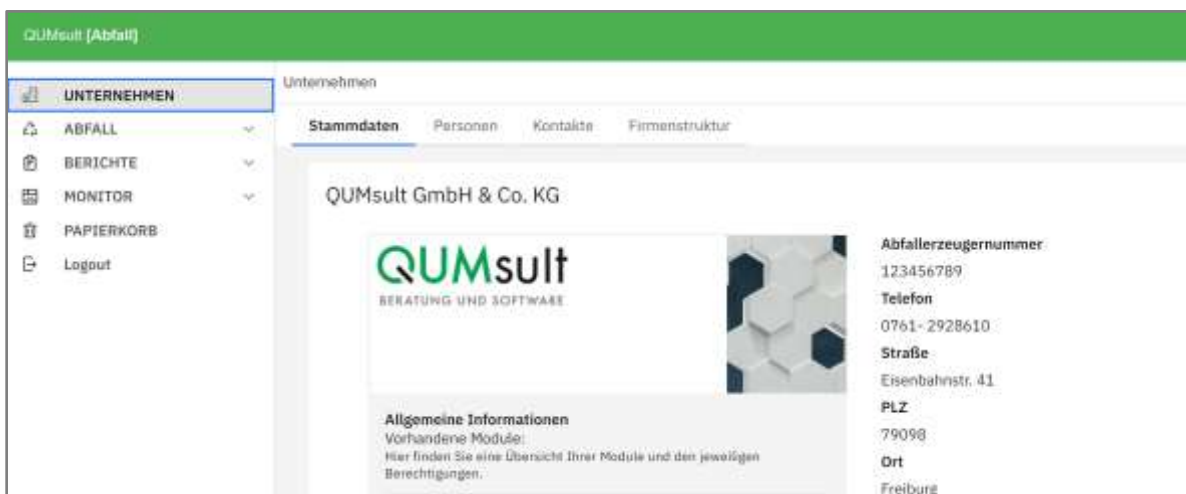 QUMsult [Abfall]
UNTERNEHMEN
ABFALL
BERICHTE
MONITOR
PAPIERKORB
Logout
Unternehmen
Stammdaten Personen Kontakte Firmenstruktur
QUMsult GmbH & Co. KG
QUMsult
BERATUNG UND SOFTWARE
Allgemeine Informationen
Vorhandene Module:
Hier finden Sie eine Übersicht Ihrer Module und den jeweiligen
Berechtigungen.
Abfallerzeugernummer
123456789
Telefon
0761- 2928610
Straße
Eisenbahnstr. 41
PLZ
79098
Ort
Freiburg